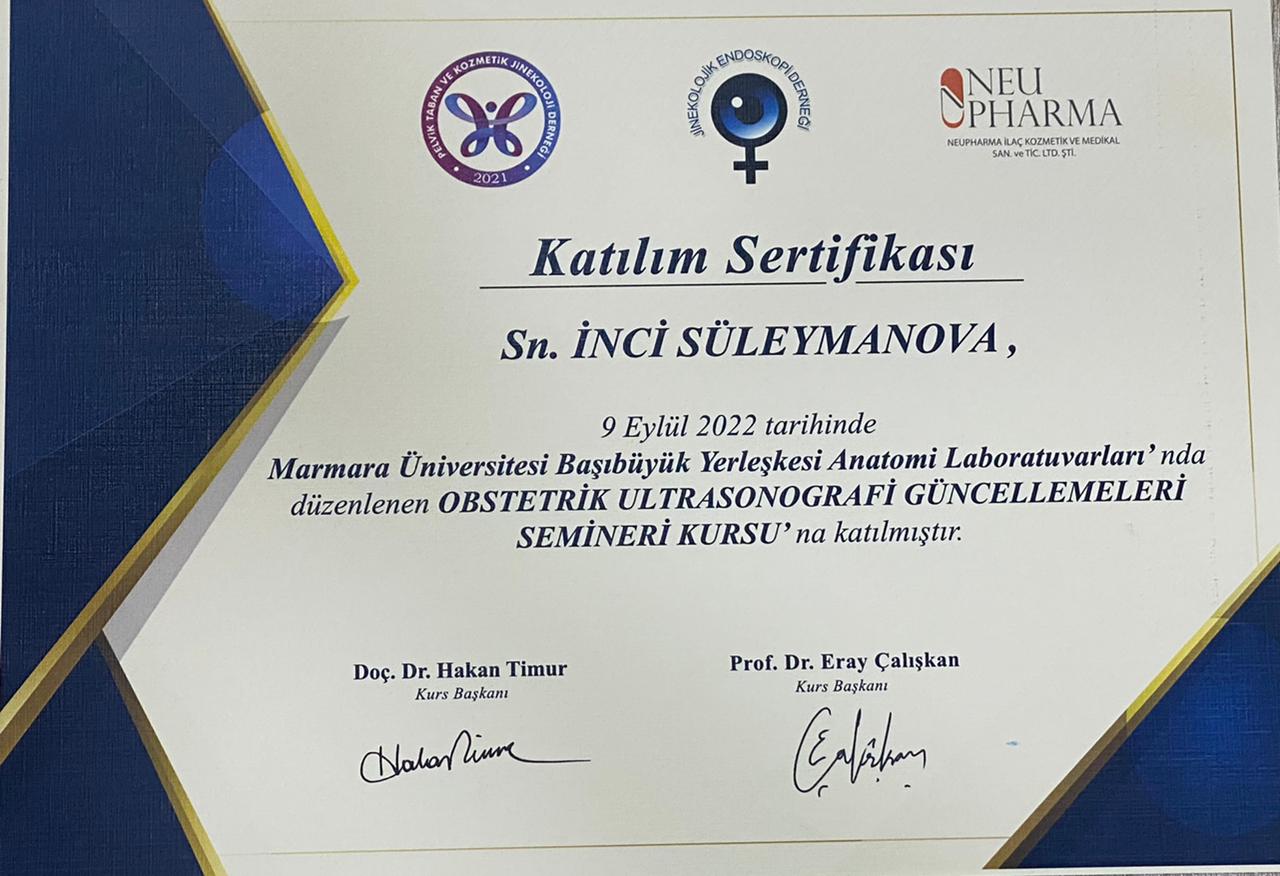 PELVİK TABAN VE KOZMETİK JİNEKOLOJİ DERNEĞİ
2021
JİNEKOLOJİK ENDOSKOPİ DERNEĞİ
NEU
PHARMA
NEUPHARMA İLAÇ KOZMETİK VE MEDİKAL
SAN. ve TİC. LTD. ŞTİ.
Katılım Sertifikası
Sn. İNCİ SÜLEYMANOVA ,
9 Eylül 2022 tarihinde
Marmara Üniversitesi Başıbüyük Yerleşkesi Anatomi Laboratuvarları’ nda
düzenlenen OBSTETRİK ULTRASONOGRAFİ GÜNCELLEMELERİ
SEMİNERİ KURSU’ na katılmıştır.
Doç. Dr. Hakan Timur
Kurs Başkanı
Prof. Dr. Eray Çalışkan
Kurs Başkanı